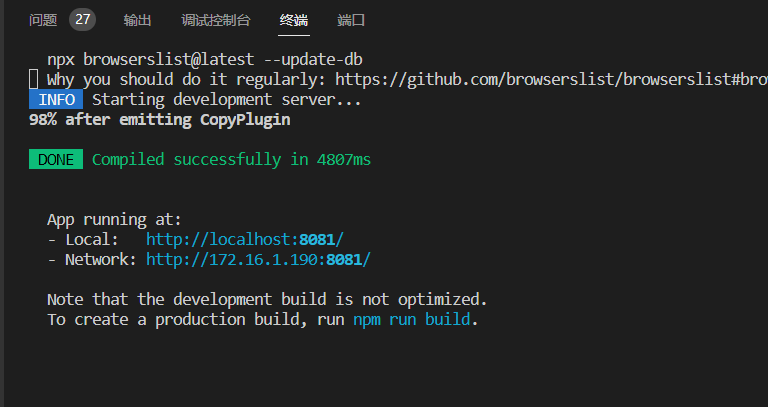 问题 27 输出 调试控制台 终端 端口
npx browserslist@latest --update-db
Why you should do it regularly: https://github.com/browserslist/browserslist#bro
INFO Starting development server...
98% after emitting CopyPlugin
DONE Compiled successfully in 4807ms
App running at:
- Local: http://localhost:8081/
- Network: http://172.16.1.190:8081/
Note that the development build is not optimized.
To create a production build, run npm run build.